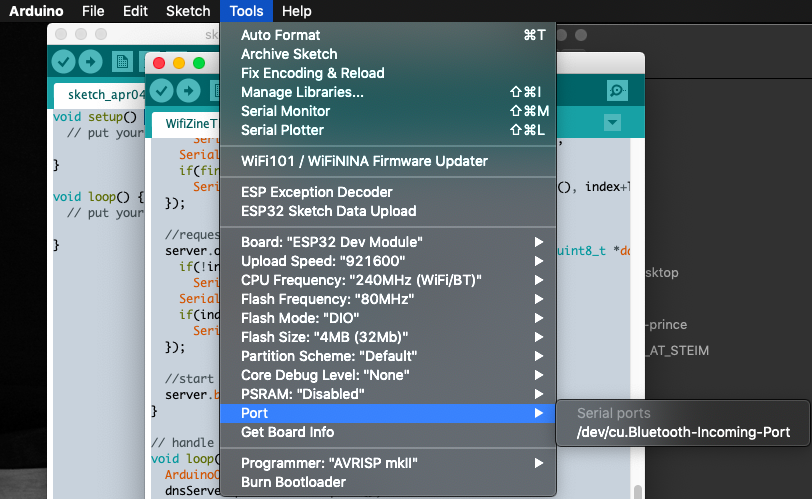 Arduino File Edit Sketch Tools Help
Auto Format ⌘T
Archive Sketch
Fix Encoding & Reload
Manage Libraries... ⇧⌘I
Serial Monitor ⇧⌘M
Serial Plotter ⇧⌘L
WiFi101 / WiFiNINA Firmware Updater
ESP Exception Decoder
ESP32 Sketch Data Upload
Board: "ESP32 Dev Module"
Upload Speed: "921600"
CPU Frequency: "240MHz (WiFi/BT)"
Flash Frequency: "80MHz"
Flash Mode: "DIO"
Flash Size: "4MB (32Mb)"
Partition Scheme: "Default"
Core Debug Level: "None"
PSRAM: "Disabled"
Port
Get Board Info
Programmer: "AVRISP mkII"
Burn Bootloader
Serial ports
/dev/cu.Bluetooth-Incoming-Port
sk
sketch_apr04
void setup()
// put your
}
void loop() {
// put your
}
WifiZineT
Seri
Serial
if(fin
Seri (), index+l
});
//reques
server.o uint8_t *da
if(!in
Seri
Serial
if(ind
Seri
});
//start
server.b
}
// handle
void loop(
ArduinoO
dnsServe
sktop
-prince
_AT_STEIM